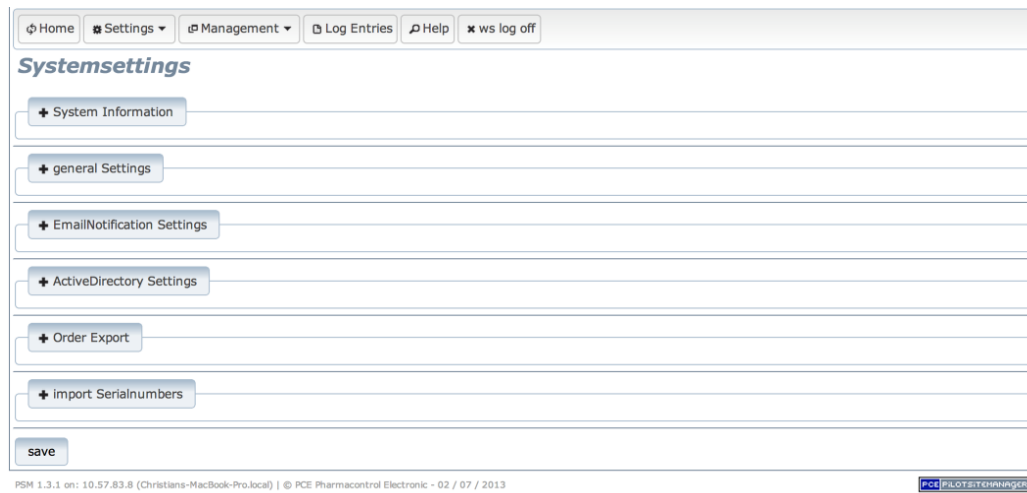 Home Settings Management Log Entries Help ws log off
Systemsettings
System Information
general Settings
EmailNotification Settings
ActiveDirectory Settings
Order Export
import Serialnumbers
save
PSM 1.3.1 on: 10.57.83.8 (Christians-MacBook-Pro.local) | © PCE Pharmacontrol Electronic - 02 / 07 / 2013 PCE PILOTSITEMANAGER